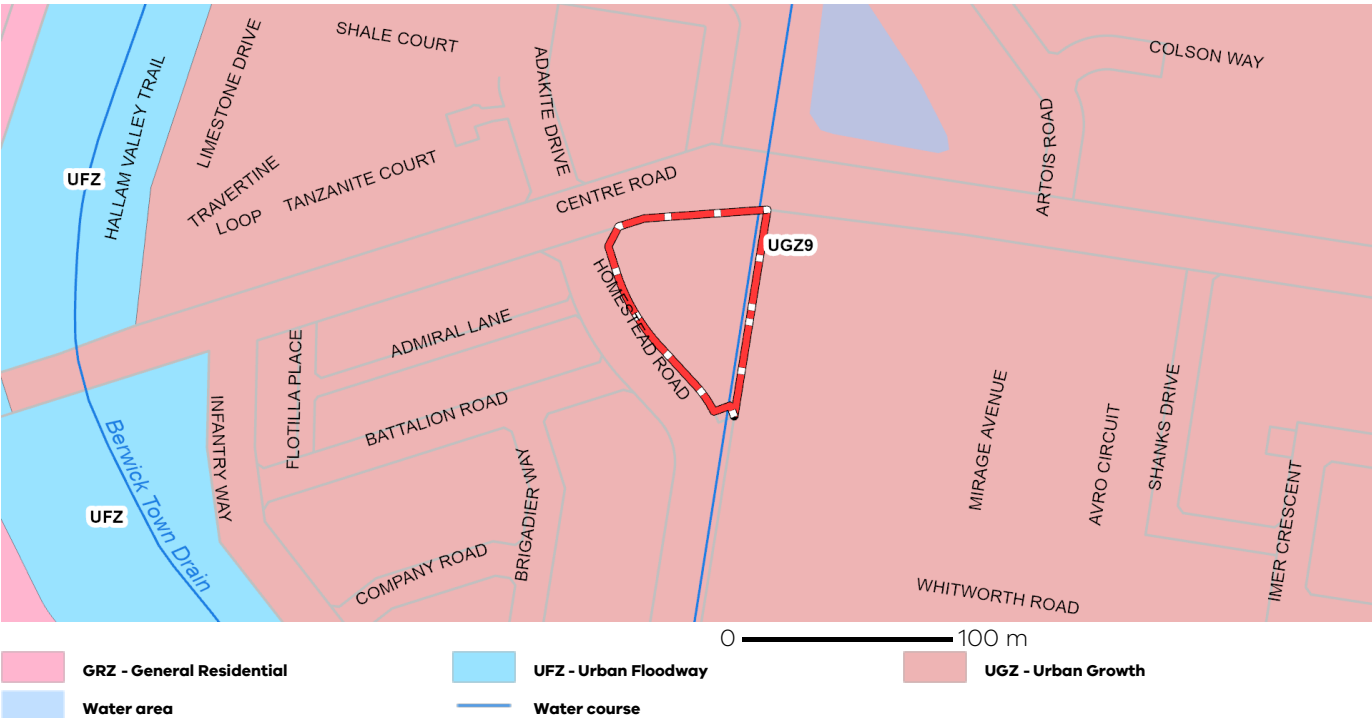 SHALE COURT
COLSON WAY
LIMESTONE DRIVE
HALLAM VALLEY TRAIL
ADAKITE DRIVE
ARTOIS ROAD
UFZ
TRAVERTINE
LOOP
TANZANITE COURT
CENTRE ROAD
UGZ9
HOMESTEAD ROAD
ADMIRAL LANE
FLOTILLA PLACE
BATTALION ROAD
INFANTRY WAY
MIRAGE AVENUE
AVRO CIRCUIT
SHANKS DRIVE
IMER CRESCENT
Berwick Town Drain
UFZ
BRIGADIER WAY
COMPANY ROAD
WHITWORTH ROAD
0 100 m
GRZ - General Residential
UFZ - Urban Floodway
UGZ - Urban Growth
Water area
Water course